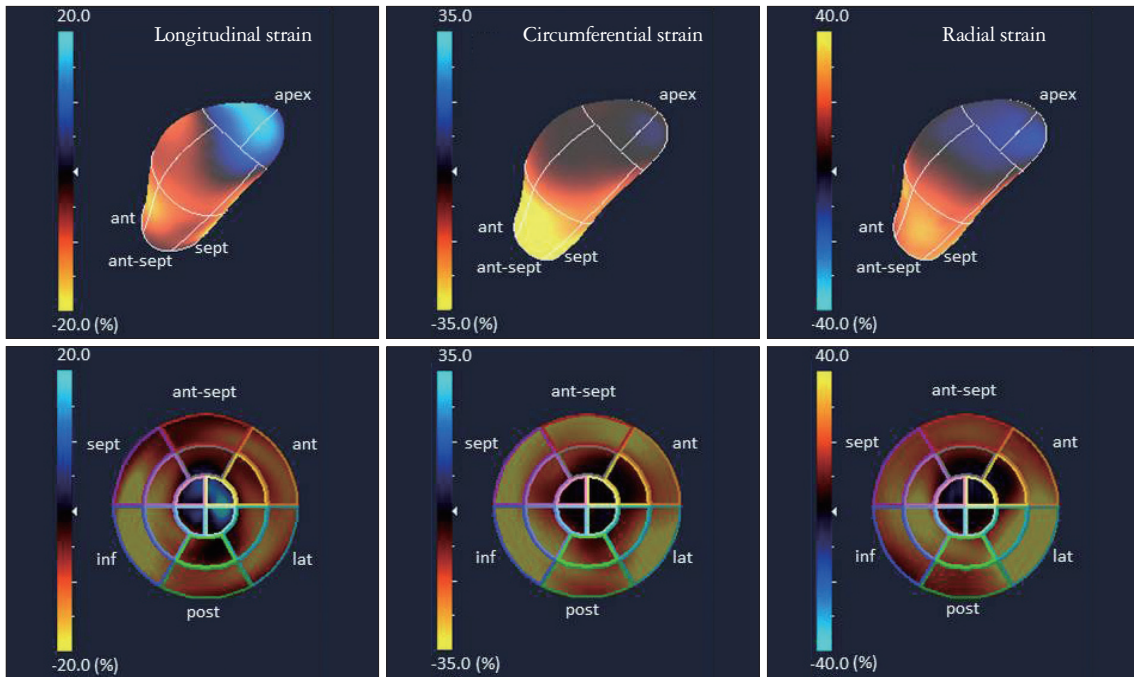 20.0
Longitudinal strain
apex
ant
ant-sept
sept
-20.0 (%)
35.0
Circumferential strain
apex
ant
ant-sept
sept
-35.0 (%)
40.0
Radial strain
apex
ant
ant-sept
sept
-40.0 (%)
20.0
ant-sept
sept
ant
inf
lat
post
-20.0 (%)
35.0
ant-sept
sept
ant
inf
lat
post
-35.0 (%)
40.0
ant-sept
sept
ant
inf
lat
post
-40.0 (%)